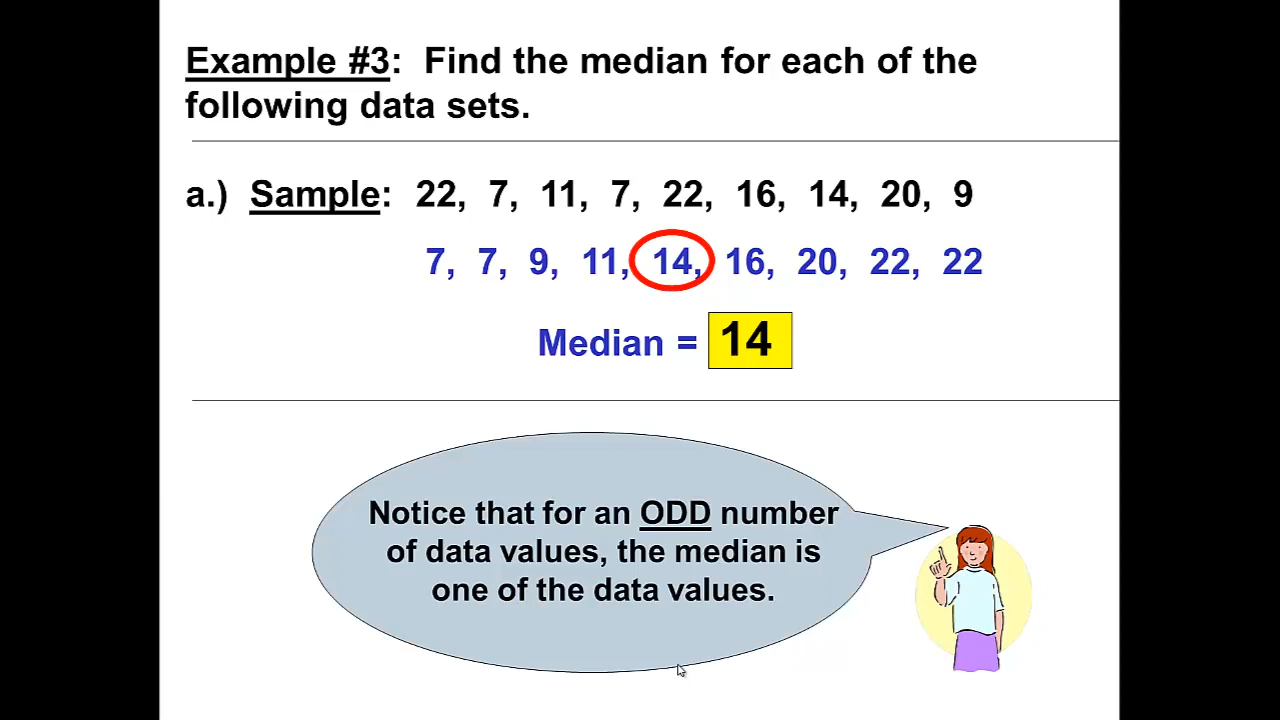 Example #3: Find the median for each of the
following data sets.
a.) Sample: 22, 7, 11, 7, 22, 16, 14, 20, 9
7, 7, 9, 11, 14, 16, 20, 22, 22
Median = 14
Notice that for an ODD number
of data values, the median is
one of the data values.